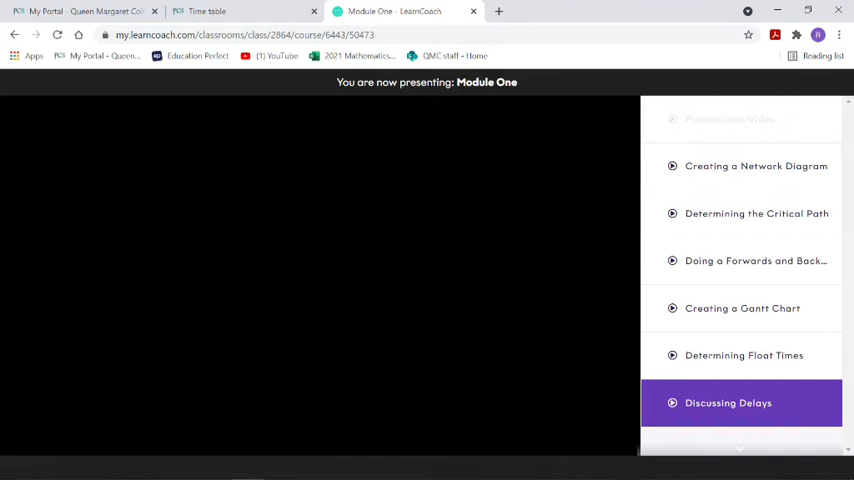 My Portal - Queen Margaret Coll
Time table
Module One - LearnCoach
my.learncoach.com/classrooms/class/2864/course/6443/50473
Apps
My Portal - Queen...
Education Perfect
(1) YouTube
2021 Mathematics...
QMC staff - Home
Reading list
You are now presenting: Module One
Creating a Network Diagram
Determining the Critical Path
Doing a Forwards and Back...
Creating a Gantt Chart
Determining Float Times
Discussing Delays